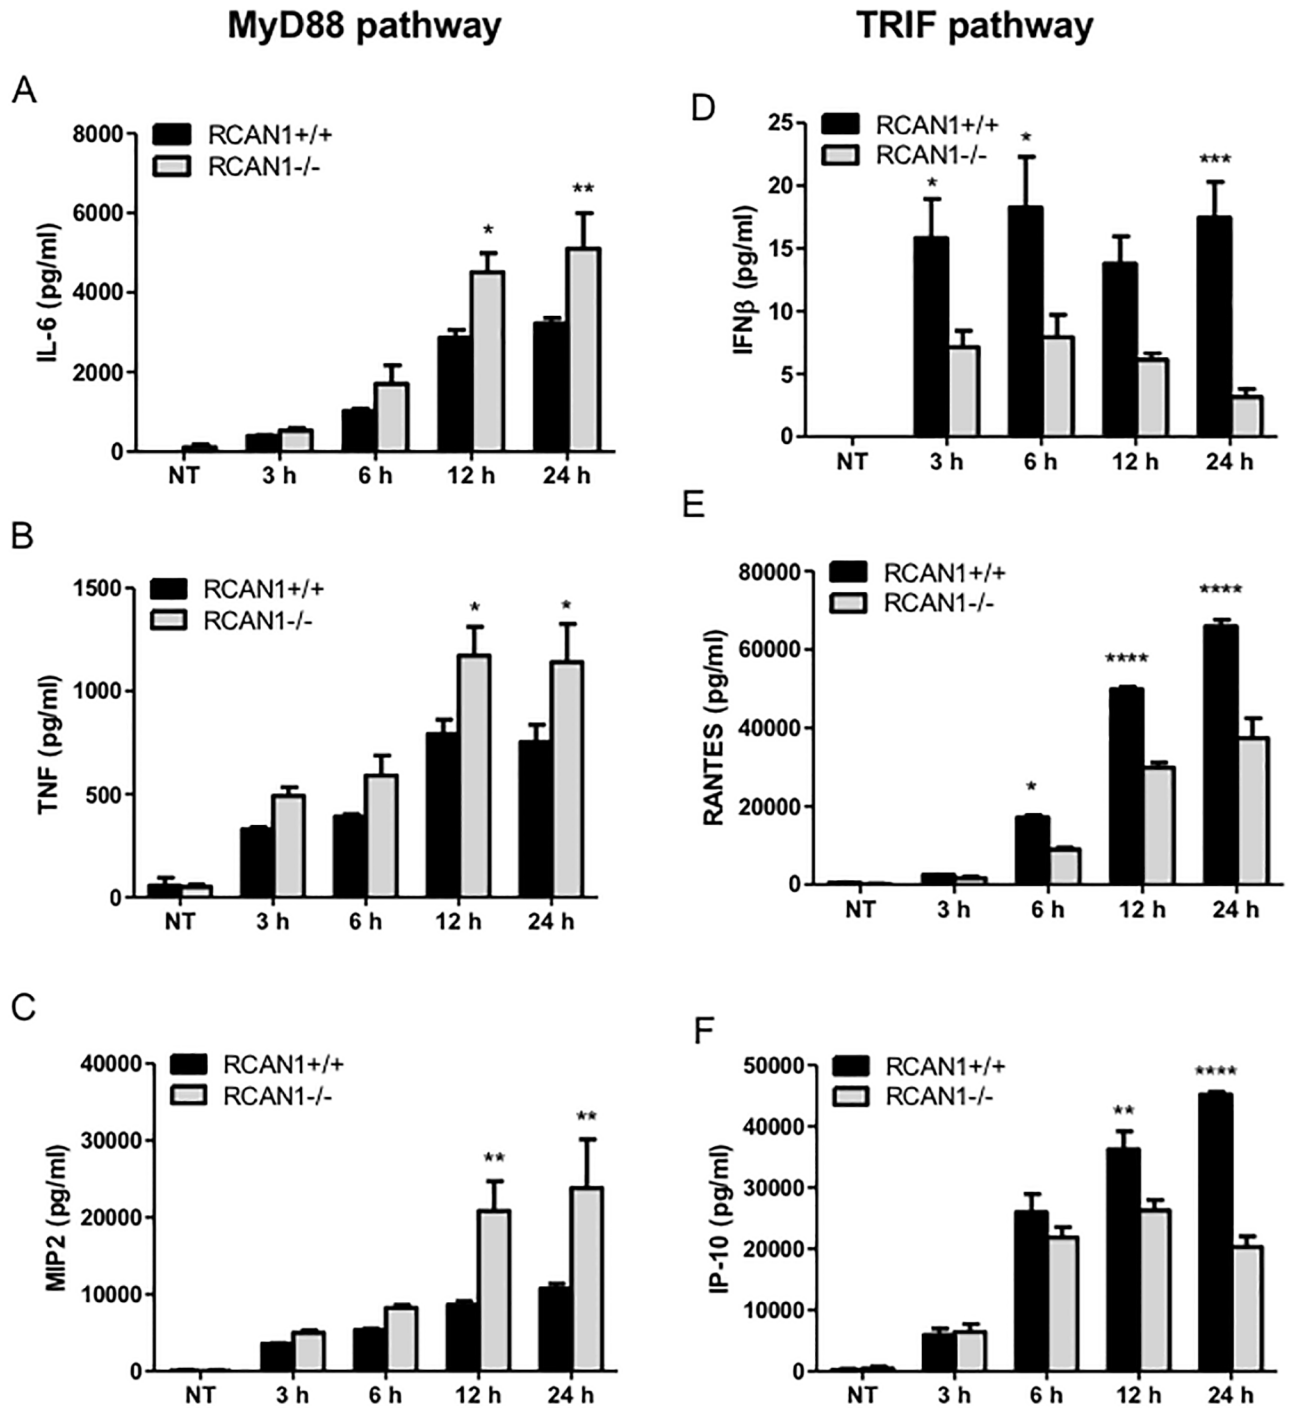 MyD88 pathway
TRIF pathway
A
RCAN1+/+
RCAN1-/-
IL-6 (pg/ml)
8000
6000
4000
2000
0
*
**
NT 3 h 6 h 12 h 24 h
B
RCAN1+/+
RCAN1-/-
TNF (pg/ml)
1500
1000
500
0
*
*
NT 3 h 6 h 12 h 24 h
C
RCAN1+/+
RCAN1-/-
MIP2 (pg/ml)
40000
30000
20000
10000
0
**
**
NT 3 h 6 h 12 h 24 h
D
RCAN1+/+
RCAN1-/-
IFNβ (pg/ml)
25
20
15
10
5
0
*
*
***
NT 3 h 6 h 12 h 24 h
E
RCAN1+/+
RCAN1-/-
RANTES (pg/ml)
80000
60000
40000
20000
0
*
****
****
NT 3 h 6 h 12 h 24 h
F
RCAN1+/+
RCAN1-/-
IP-10 (pg/ml)
50000
40000
30000
20000
10000
0
**
****
NT 3 h 6 h 12 h 24 h